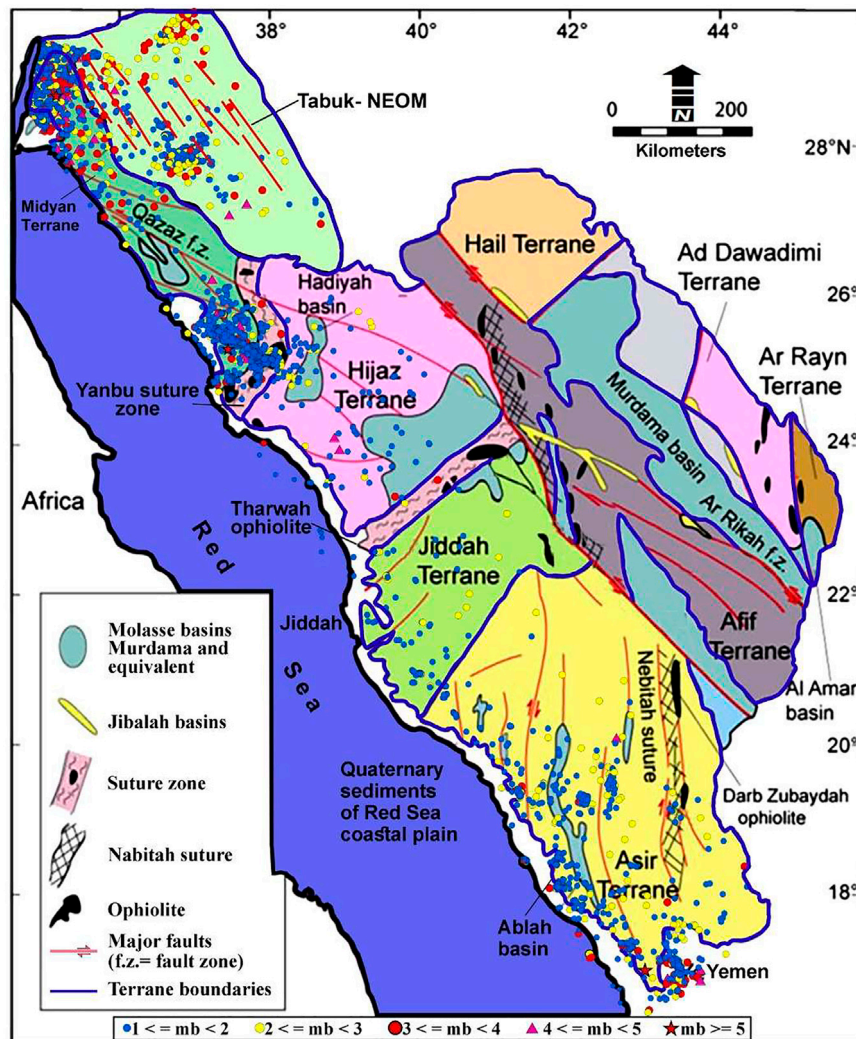 38°
40°
42°
44°
Tabuk- NEOM
0 200
Kilometers
N
28°N
Midyan
Terrane
Qazaz f.z.
Hail Terrane
Ad Dawadimi
Terrane
Hadiyah
basin
26°
Ar Rayn
Terrane
Hijaz
Terrane
Yanbu suture
zone
Murdama basin
24°
Africa
Tharwah
ophiolite
Ar Rikah f.z.
Red Sea
Jiddah
Terrane
22°
Jiddah
Afif
Terrane
Nebitah suture
Al Amar
basin
20°
Quaternary
sediments
of Red Sea
coastal plain
Darb Zubaydah
ophiolite
Asir
Terrane
18°
Ablah
basin
Yemen
Molasse basins
Murdama and
equivalent
Jibalah basins
Suture zone
Nabitah suture
Ophiolite
Major faults
(f.z.= fault zone)
Terrane boundaries
1 < = mb < 2 2 < = mb < 3 3 < = mb < 4 4 < = mb < 5 mb >= 5